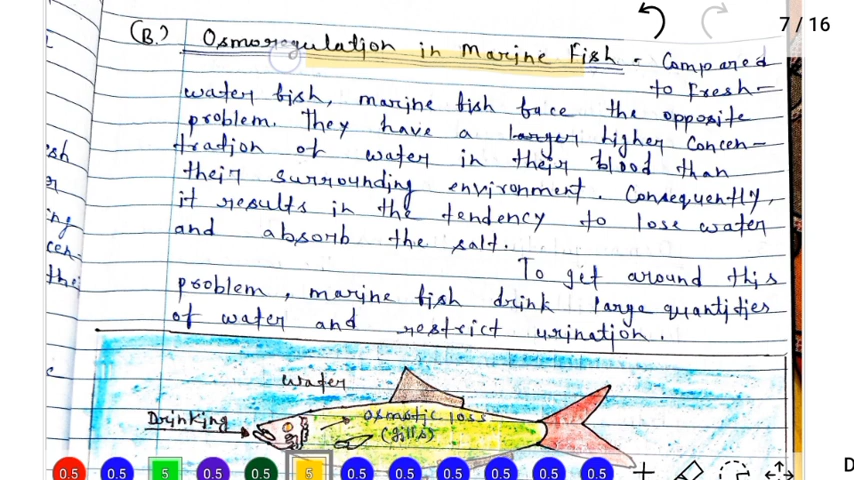 7/16
(B.) Osmoregulation in Marine Fish - Compared
to Fresh-
water fish, marine fish face the opposite
problem. They have a larger higher concen-
tration of water in their blood than
their surrounding environment. Consequently,
it results in the tendency to lose water
and absorb the salt.
To get around this
problem, marine fish drink large quantities
of water and restrict urination.
water
Drinking
osmotic loss
(gills)
ing
cen-
the
0.5 0.5 5 0.5 0.5 5 0.5 0.5 0.5 0.5 0.5 0.5
D